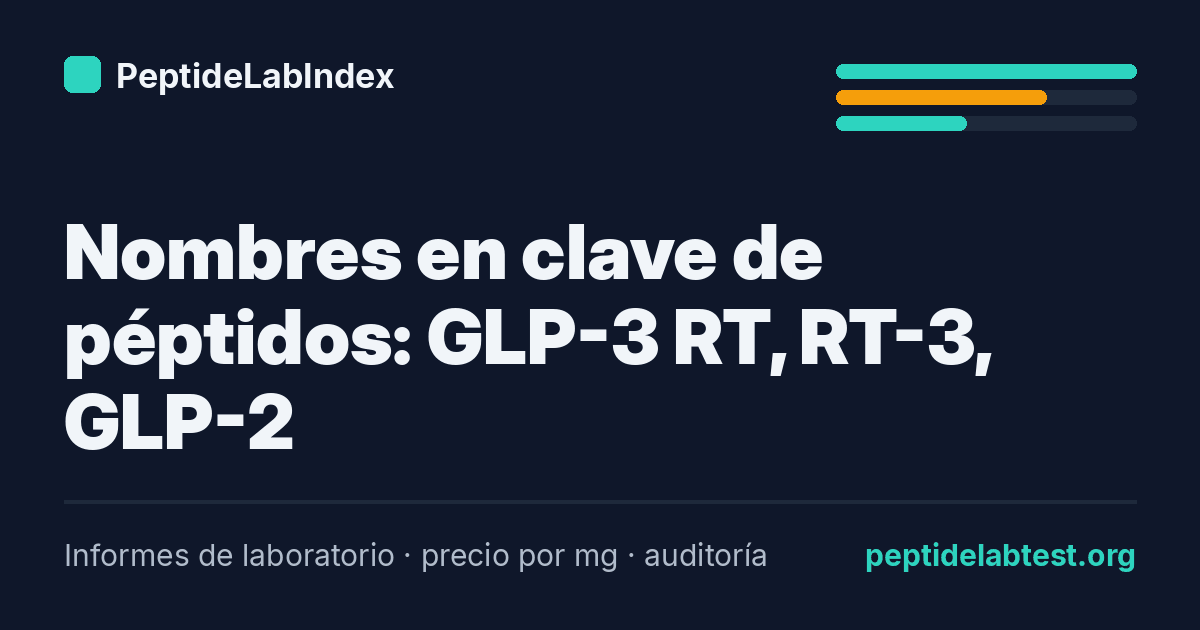 PeptideLabIndex
Nombres en clave de
péptidos: GLP-3 RT, RT-3,
GLP-2
Informes de laboratorio · precio por mg · auditoría
peptidelabtest.org